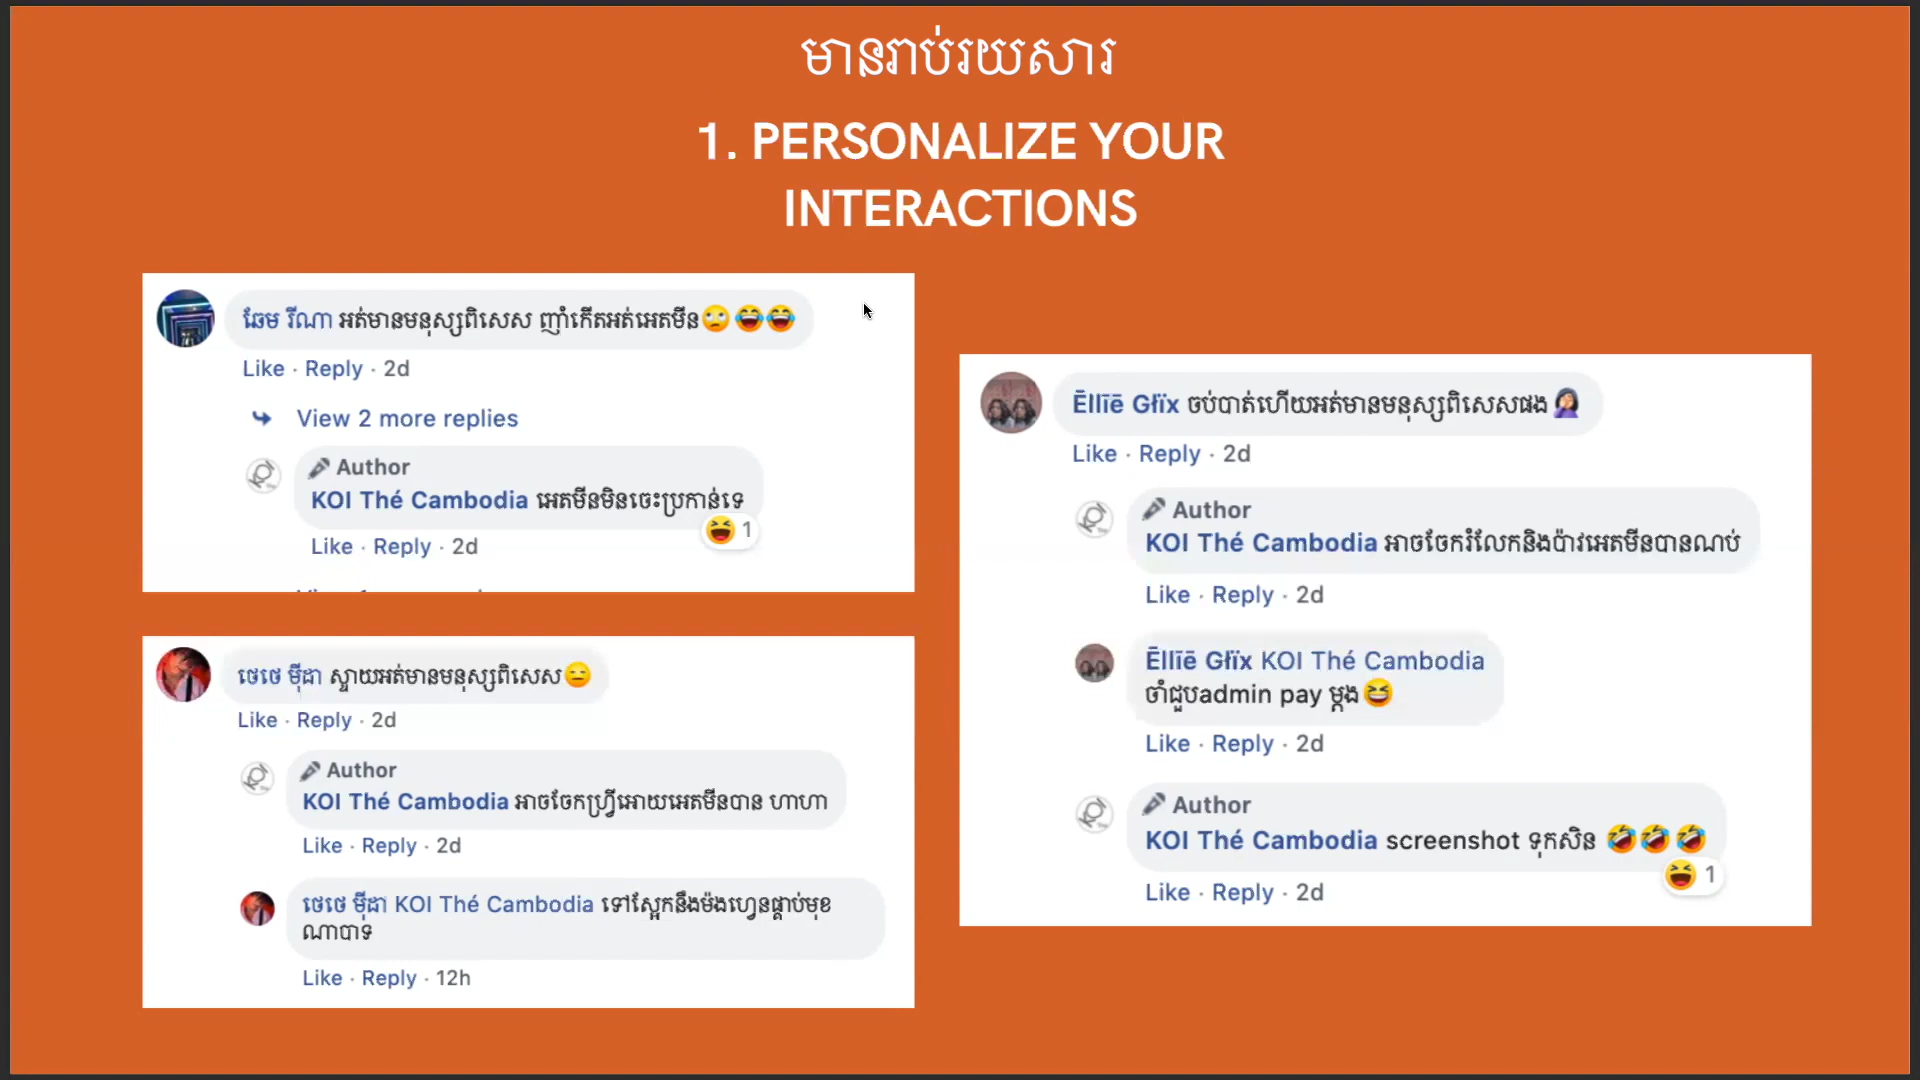 មានរាប់រយសារ
1. PERSONALIZE YOUR
INTERACTIONS
ឆែម រីណា អត់មានមនុស្សពិសេស ញ៉ាំកើតអត់អេតមីន🙄😂😂
Like · Reply · 2d
View 2 more replies
Author
KOI Thé Cambodia អេតមីនមិនចេះប្រកាន់ទេ
😆 1
Like · Reply · 2d
ថេថេ ម៉ីដា ស្ដាយអត់មានមនុស្សពិសេស😑
Like · Reply · 2d
Author
KOI Thé Cambodia អាចចែកហ្វ្រីអោយអេតមីនបាន ហាហា
Like · Reply · 2d
ថេថេ ម៉ីដា KOI Thé Cambodia ទៅស្អែកនឹងម៉ងហ្វេនផ្គាប់មុខ
ណាបាទ
Like · Reply · 12h
Ēllīē Głïx ចប់បាត់ហើយអត់មានមនុស្សពិសេសផង🤦🏻‍♀️
Like · Reply · 2d
Author
KOI Thé Cambodia អាចចែករំលែកនិងប៉ាវអេតមីនបានណប់
Like · Reply · 2d
Ēllīē Głïx KOI Thé Cambodia
ចាំជួបadmin pay ម្ដង😆
Like · Reply · 2d
Author
KOI Thé Cambodia screenshot ទុកសិន 🤣🤣🤣
😆 1
Like · Reply · 2d